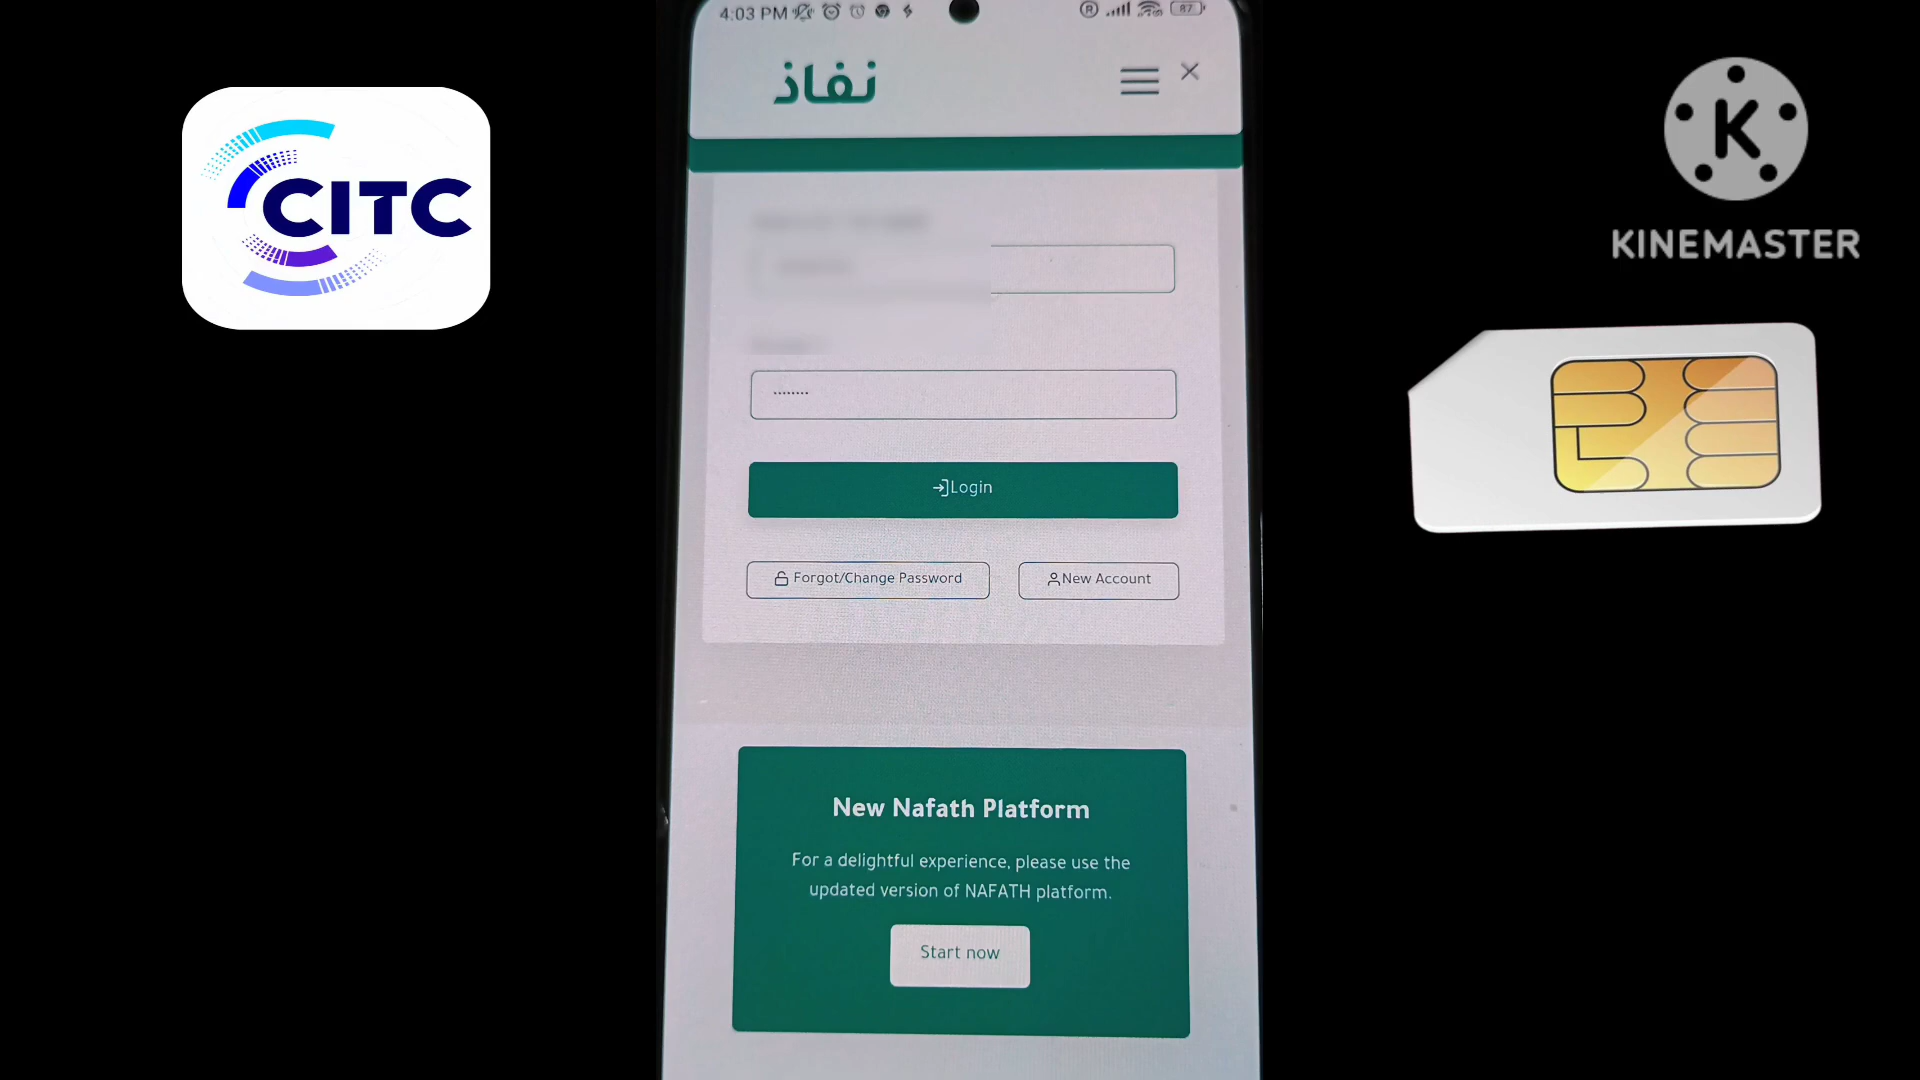 4:03 PM
87
نفاذ
CITC
K
KINEMASTER
Login
Forgot/Change Password
New Account
New Nafath Platform
For a delightful experience, please use the
updated version of NAFATH platform.
Start now